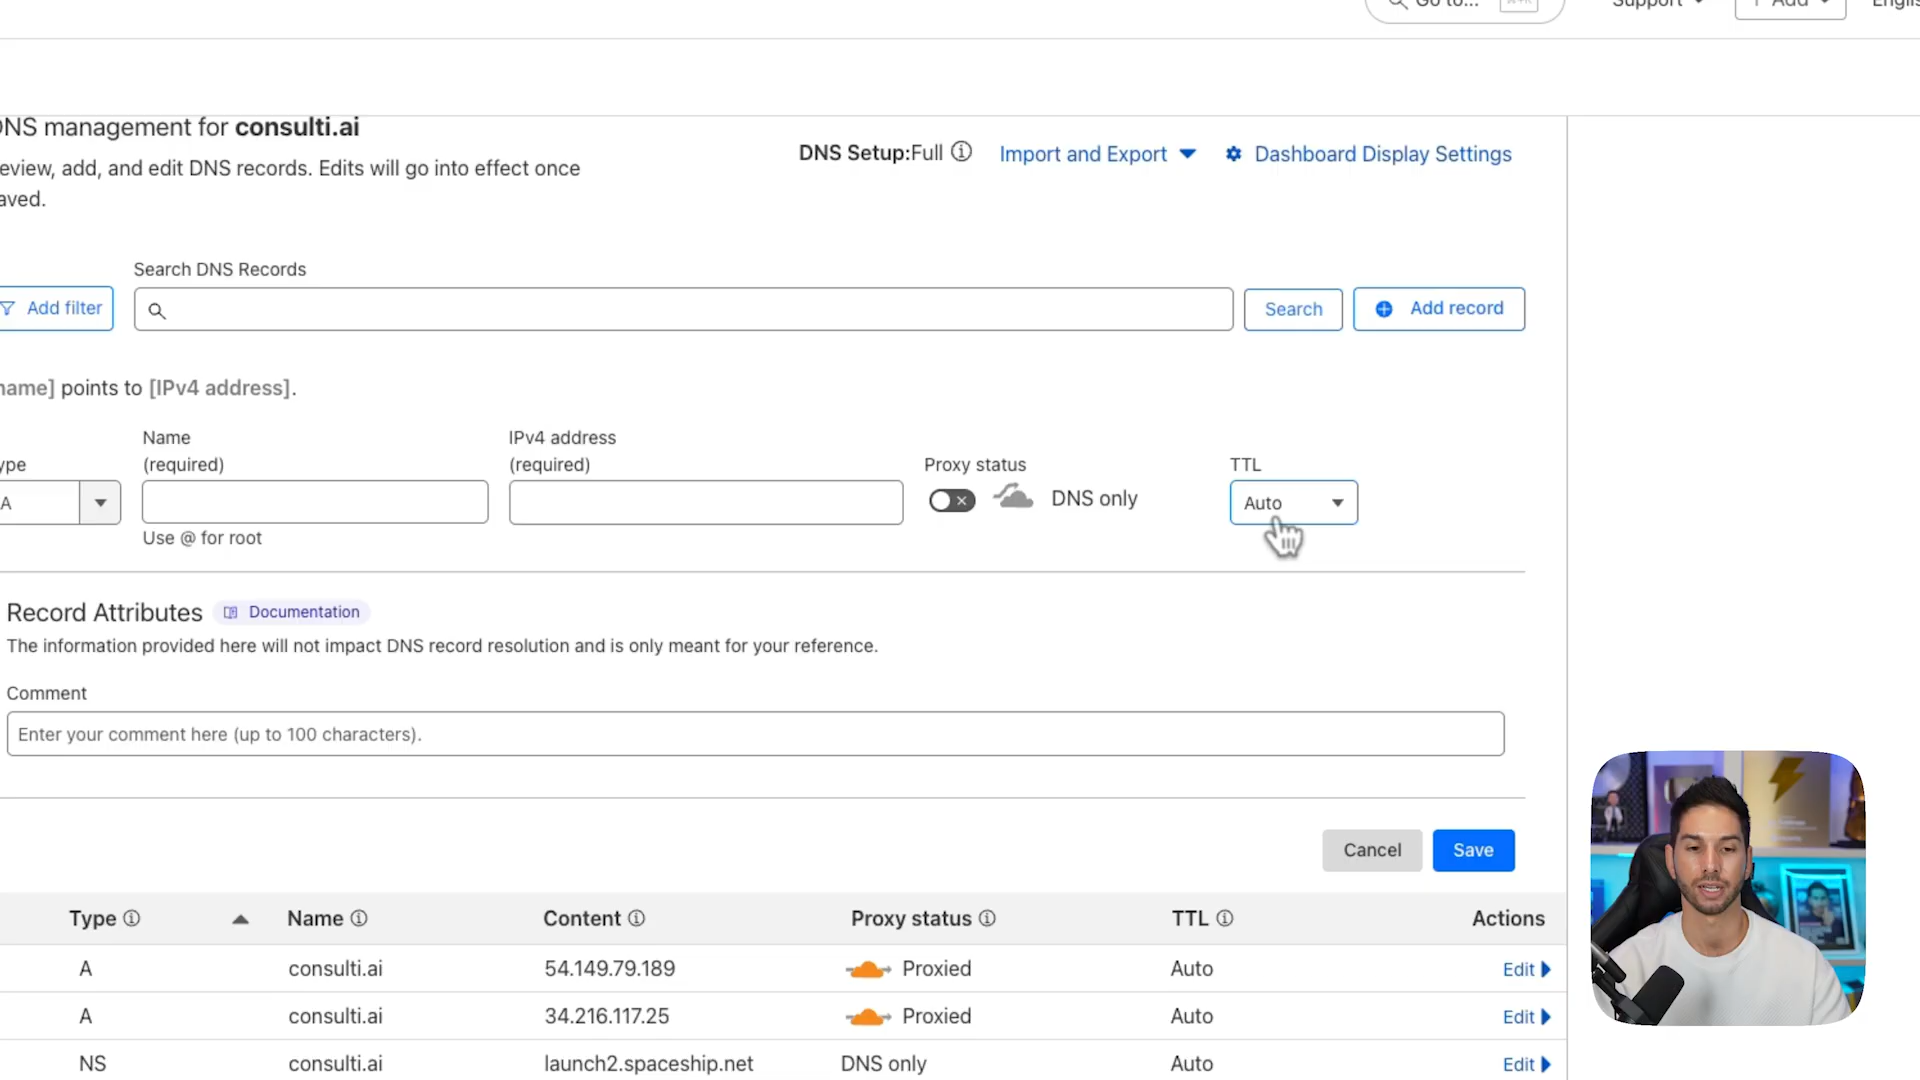 Go to...
Support
Add
DNS management for consulti.ai
eview, add, and edit DNS records. Edits will go into effect once
aved.
DNS Setup:Full
Import and Export
Dashboard Display Settings
Search DNS Records
Add filter
Search
Add record
name] points to [IPv4 address].
Name
(required)
IPv4 address
(required)
ype
Proxy status
TTL
A
DNS only
Auto
Use @ for root
Record Attributes
Documentation
The information provided here will not impact DNS record resolution and is only meant for your reference.
Comment
Enter your comment here (up to 100 characters).
Cancel
Save
Type Name Content Proxy status TTL Actions
A consulti.ai 54.149.79.189 Proxied Auto Edit
A consulti.ai 34.216.117.25 Proxied Auto Edit
NS consulti.ai launch2.spaceship.net DNS only Auto Edit